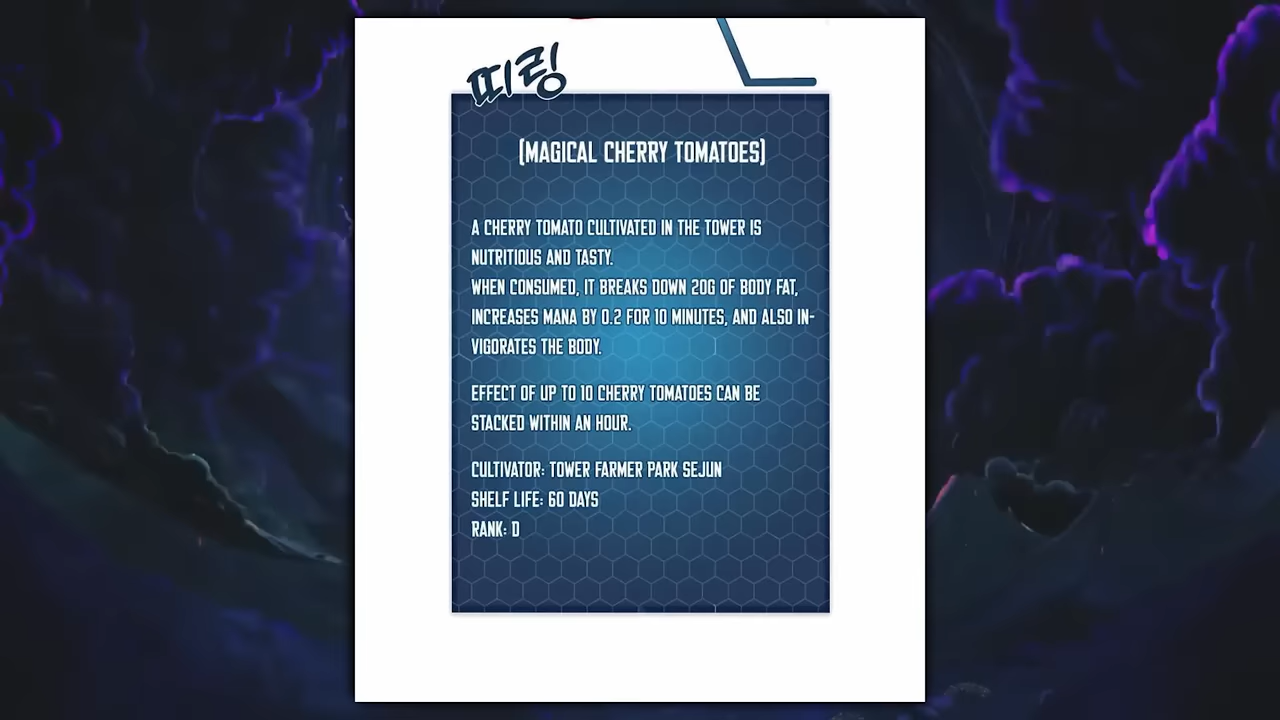 띠링
[MAGICAL CHERRY TOMATOES]
A CHERRY TOMATO CULTIVATED IN THE TOWER IS
NUTRITIOUS AND TASTY.
WHEN CONSUMED, IT BREAKS DOWN 20G OF BODY FAT,
INCREASES MANA BY 0.2 FOR 10 MINUTES, AND ALSO IN-
VIGORATES THE BODY.
EFFECT OF UP TO 10 CHERRY TOMATOES CAN BE
STACKED WITHIN AN HOUR.
CULTIVATOR: TOWER FARMER PARK SEJUN
SHELF LIFE: 60 DAYS
RANK: D